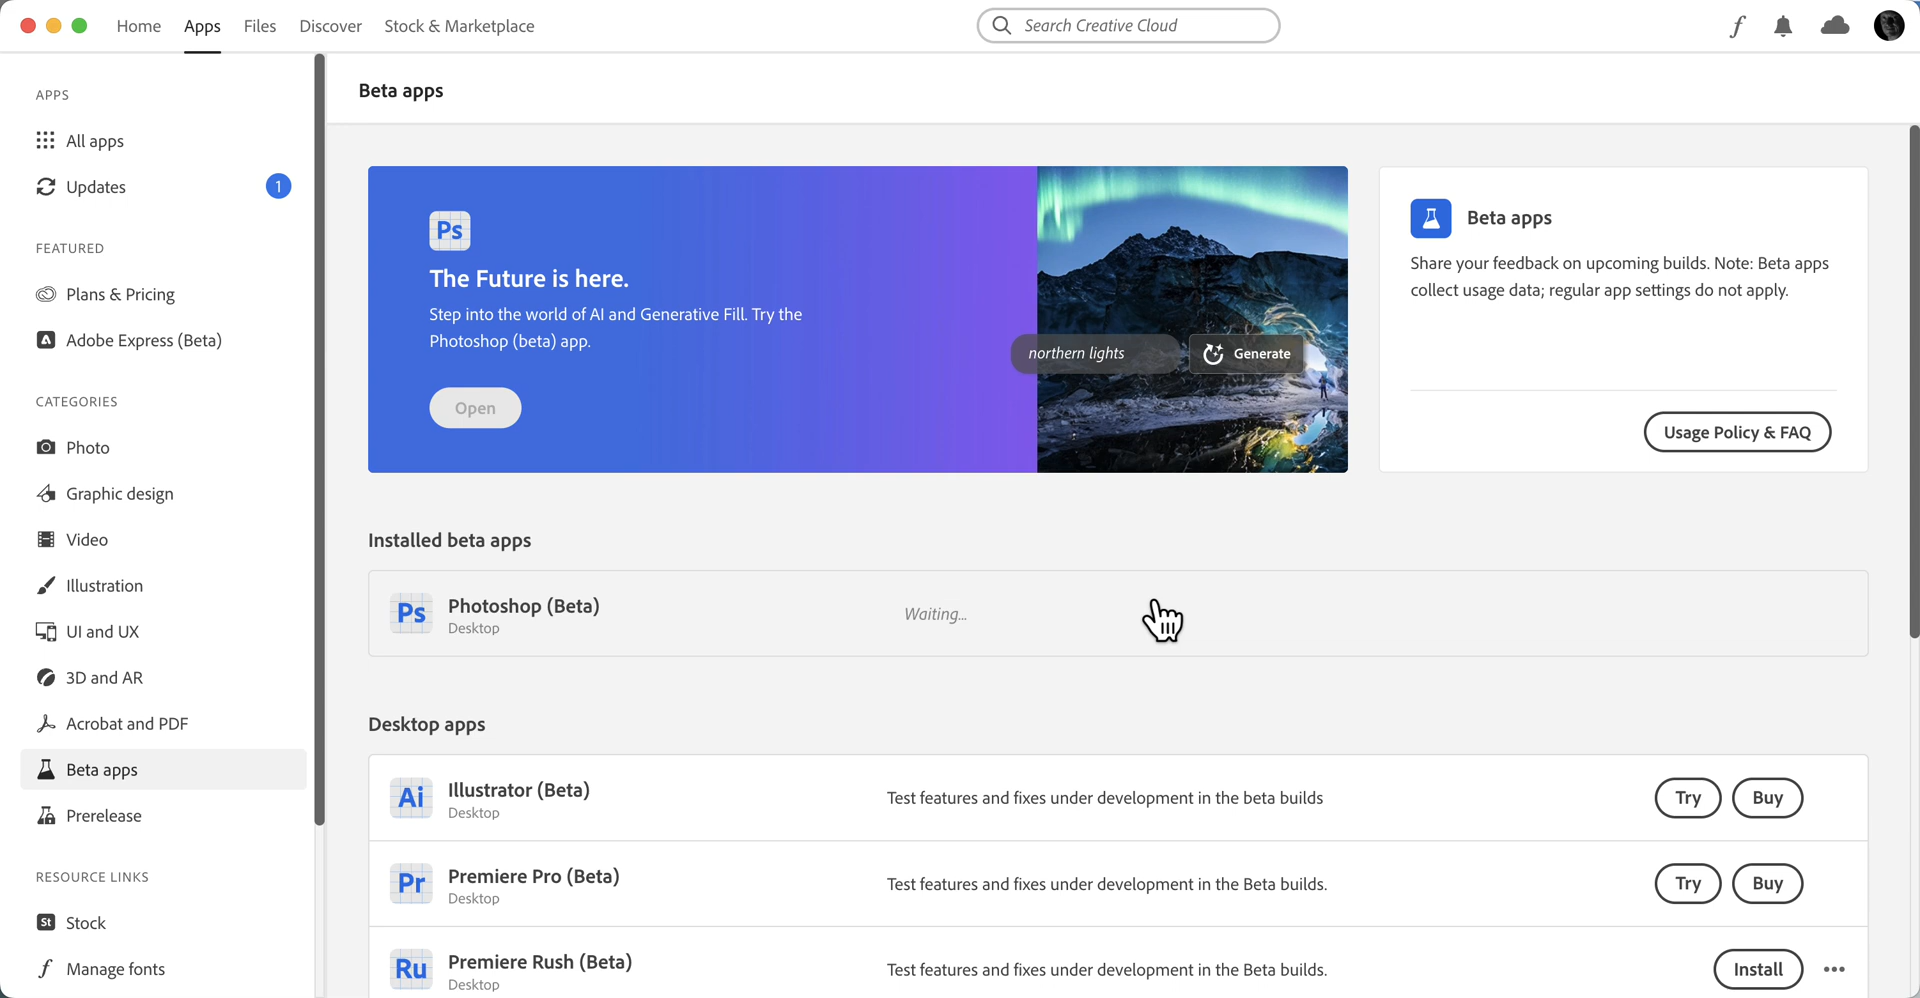 Home Apps Files Discover Stock & Marketplace
Search Creative Cloud
APPS
All apps
Updates 1
FEATURED
Plans & Pricing
Adobe Express (Beta)
CATEGORIES
Photo
Graphic design
Video
Illustration
UI and UX
3D and AR
Acrobat and PDF
Beta apps
Prerelease
RESOURCE LINKS
St Stock
Manage fonts
Beta apps
Ps
The Future is here.
Step into the world of AI and Generative Fill. Try the
Photoshop (beta) app.
Open
northern lights Generate
Beta apps
Share your feedback on upcoming builds. Note: Beta apps
collect usage data; regular app settings do not apply.
Usage Policy & FAQ
Installed beta apps
Ps Photoshop (Beta)
Desktop
Waiting...
Desktop apps
Ai Illustrator (Beta)
Desktop
Test features and fixes under development in the beta builds
Try Buy
Pr Premiere Pro (Beta)
Desktop
Test features and fixes under development in the Beta builds.
Try Buy
Ru Premiere Rush (Beta)
Desktop
Test features and fixes under development in the Beta builds.
Install